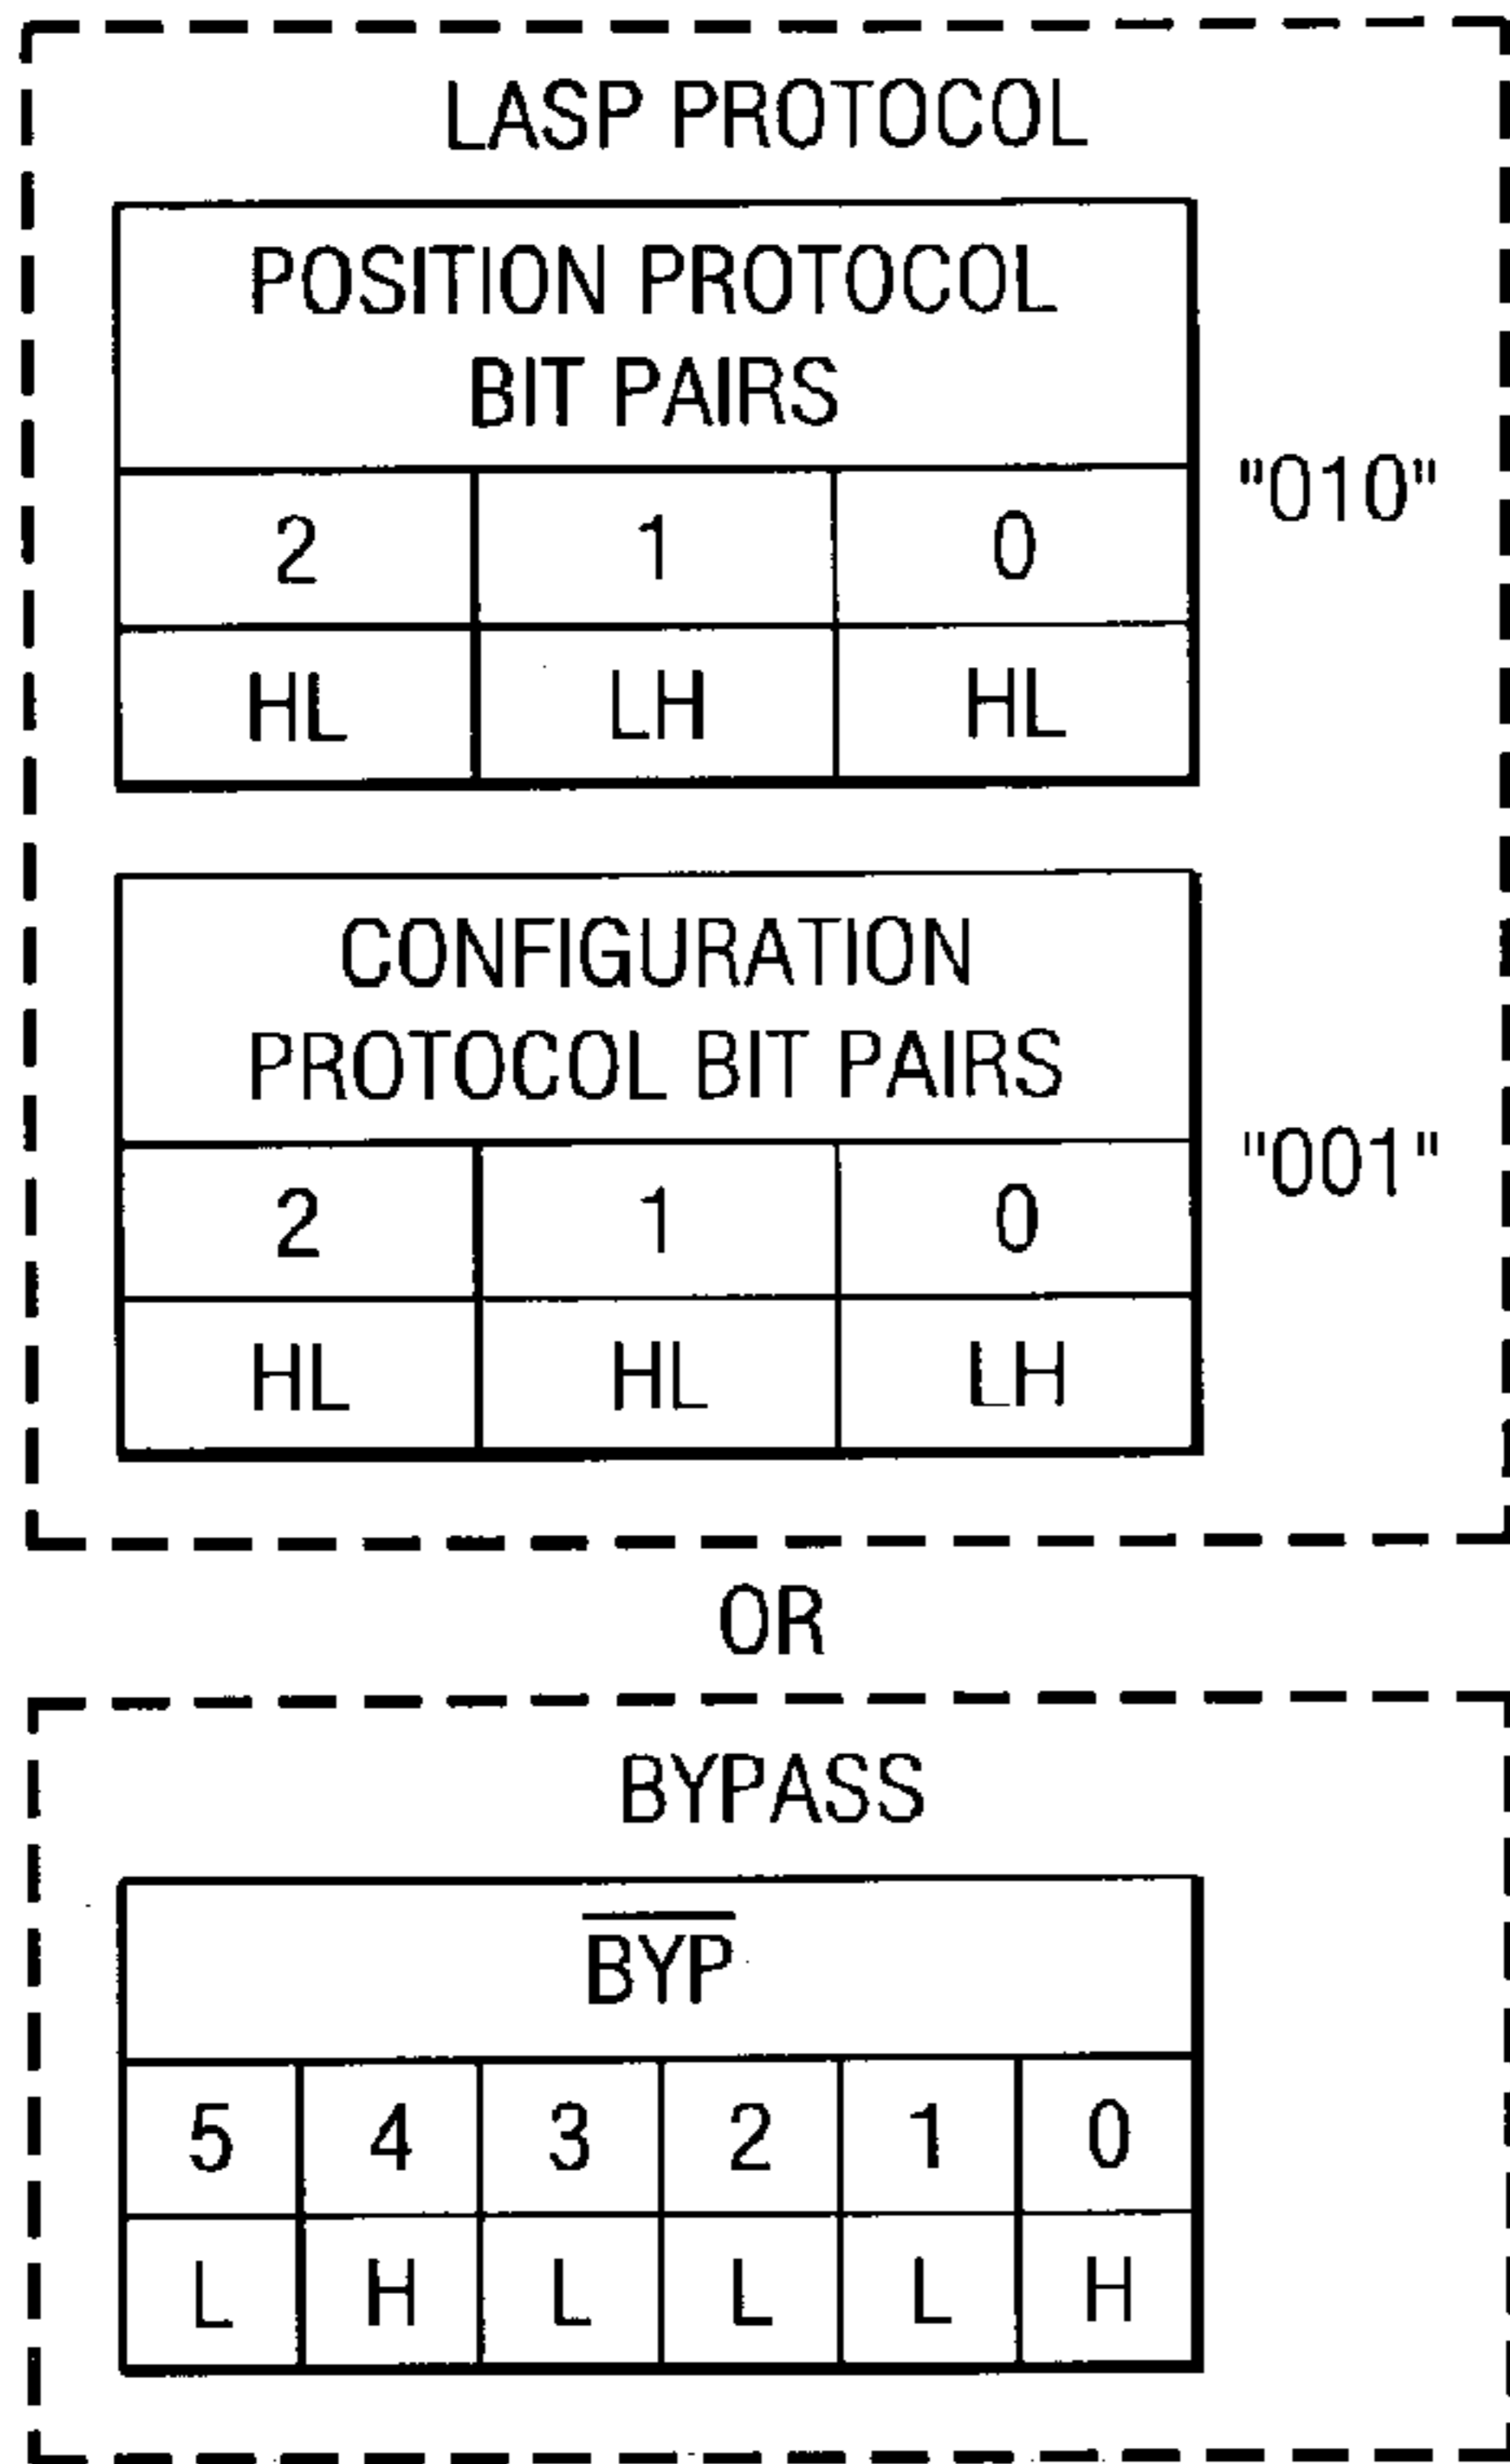 LASP PROTOCOL
POSITION PROTOCOL
BIT PAIRS
"010"
2 1 0
HL LH HL
CONFIGURATION
PROTOCOL BIT PAIRS
"001"
2 1 0
HL HL LH
OR
BYPASS
B̅Y̅P̅
5 4 3 2 1 0
L H L L L H